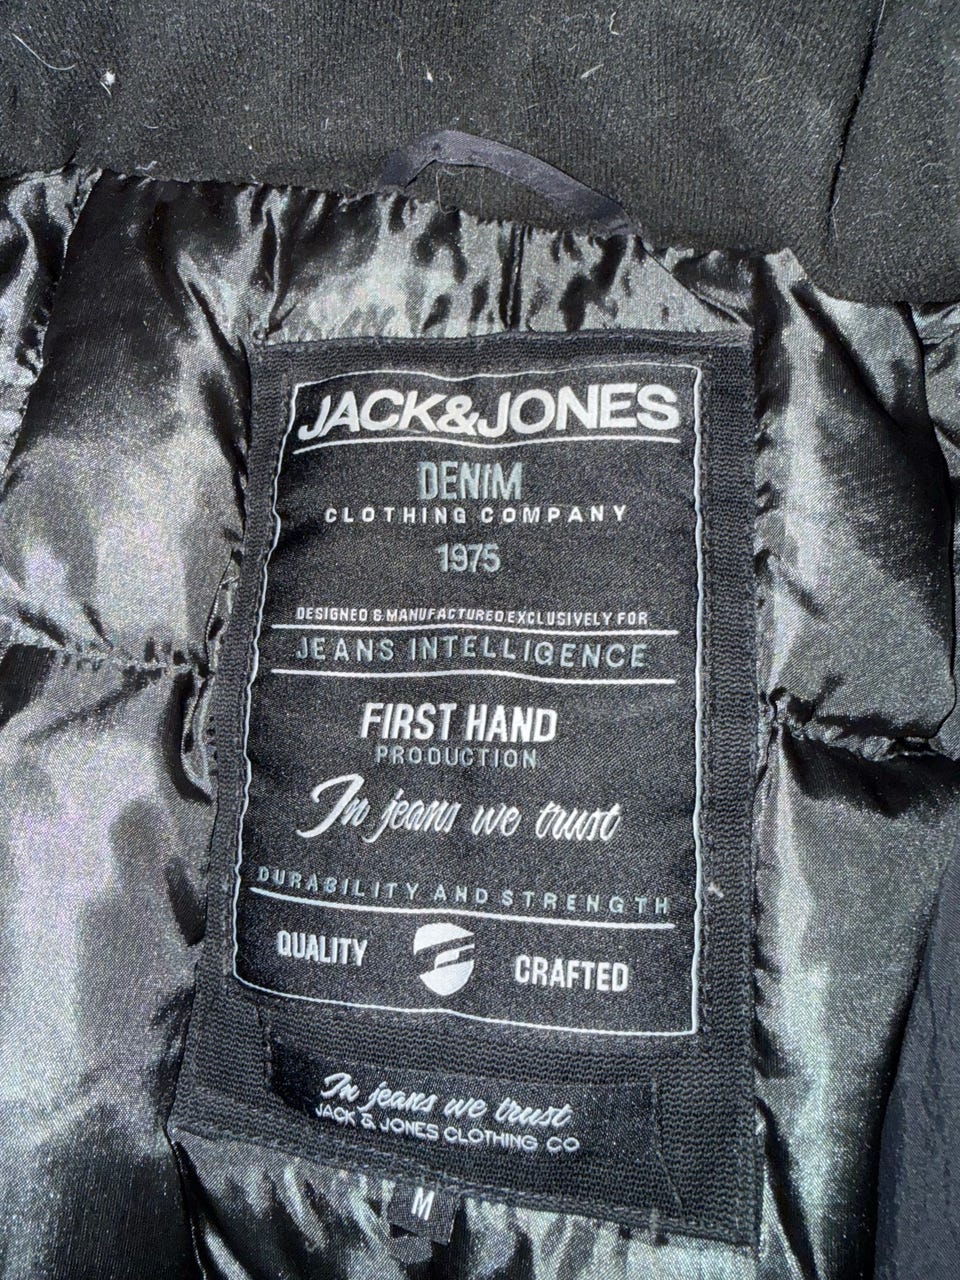 JACK&JONES
DENIM
CLOTHING COMPANY
1975
DESIGNED & MANUFACTURED EXCLUSIVELY FOR
JEANS INTELLIGENCE
FIRST HAND
PRODUCTION
In jeans we trust
DURABILITY AND STRENGTH
QUALITY CRAFTED
In jeans we trust
JACK & JONES CLOTHING CO
M